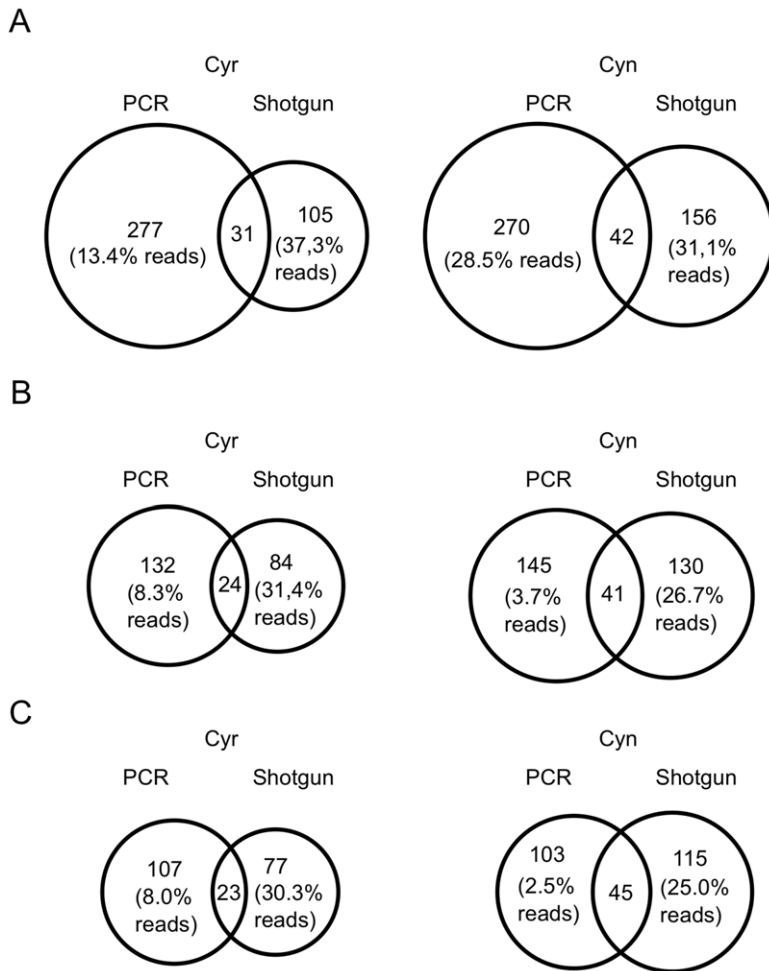 A
Cyr
PCR
Shotgun
277
(13.4% reads)
31
105
(37,3%
reads)
Cyn
PCR
Shotgun
270
(28.5% reads)
42
156
(31,1%
reads)
B
Cyr
PCR
Shotgun
132
(8.3%
reads)
24
84
(31,4%
reads)
Cyn
PCR
Shotgun
145
(3.7%
reads)
41
130
(26.7%
reads)
C
Cyr
PCR
Shotgun
107
(8.0%
reads)
23
77
(30.3%
reads)
Cyn
PCR
Shotgun
103
(2.5%
reads)
45
115
(25.0%
reads)